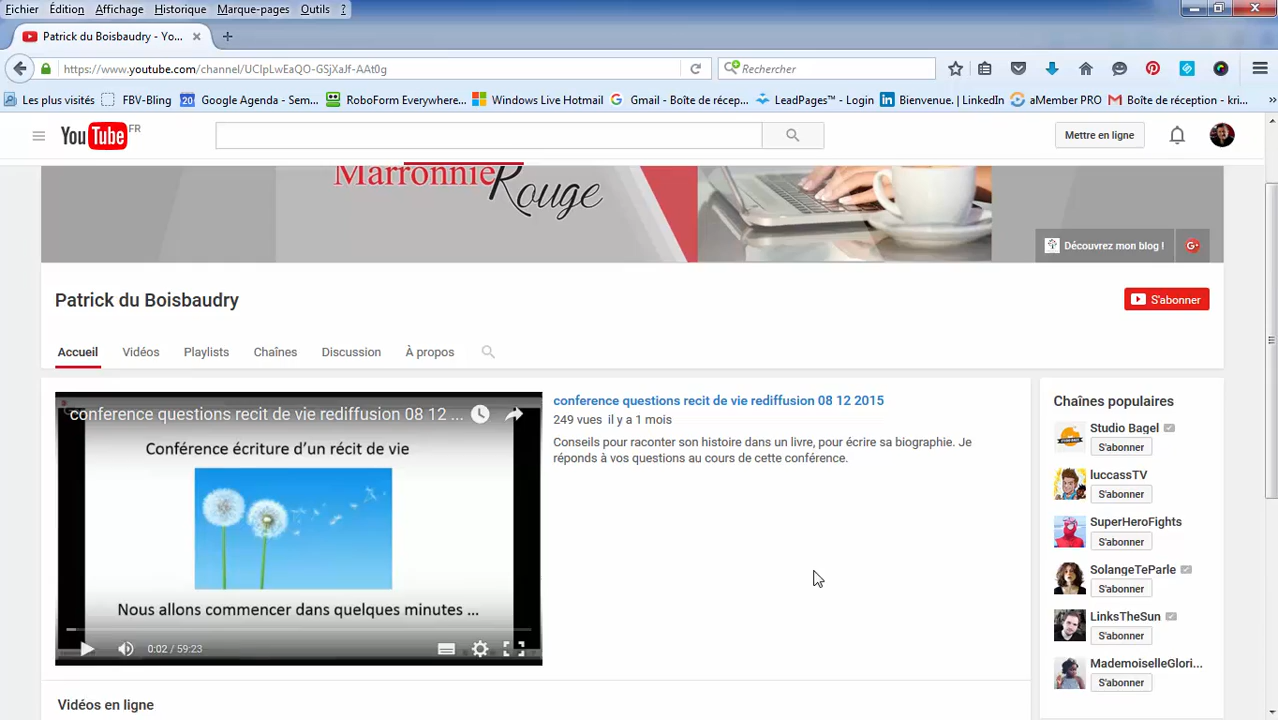 Fichier Édition Affichage Historique Marque-pages Outils ?
Patrick du Boisbaudry - Yo...
https://www.youtube.com/channel/UClpLwEaQO-GSjXaJf-AAt0g
Rechercher
Les plus visités FBV-Bling 20 Google Agenda - Sem... RoboForm Everywhere... Windows Live Hotmail G Gmail - Boîte de récep... LeadPages™ - Login Bienvenue. | LinkedIn aMember PRO Boîte de réception - kri... »
YouTube FR
Mettre en ligne
Marronnie
Rouge
Découvrez mon blog ! G+
Patrick du Boisbaudry
S'abonner
Accueil Vidéos Playlists Chaînes Discussion À propos
conference questions recit de vie rediffusion 08 12 ...
Conférence écriture d'un récit de vie
Nous allons commencer dans quelques minutes ...
0:02 / 59:23
conference questions recit de vie rediffusion 08 12 2015
249 vues il y a 1 mois
Conseils pour raconter son histoire dans un livre, pour écrire sa biographie. Je
réponds à vos questions au cours de cette conférence.
Chaînes populaires
Studio Bagel
S'abonner
luccassTV
S'abonner
SuperHeroFights
S'abonner
SolangeTeParle
S'abonner
LinksTheSun
S'abonner
MademoiselleGlori...
S'abonner
Vidéos en ligne